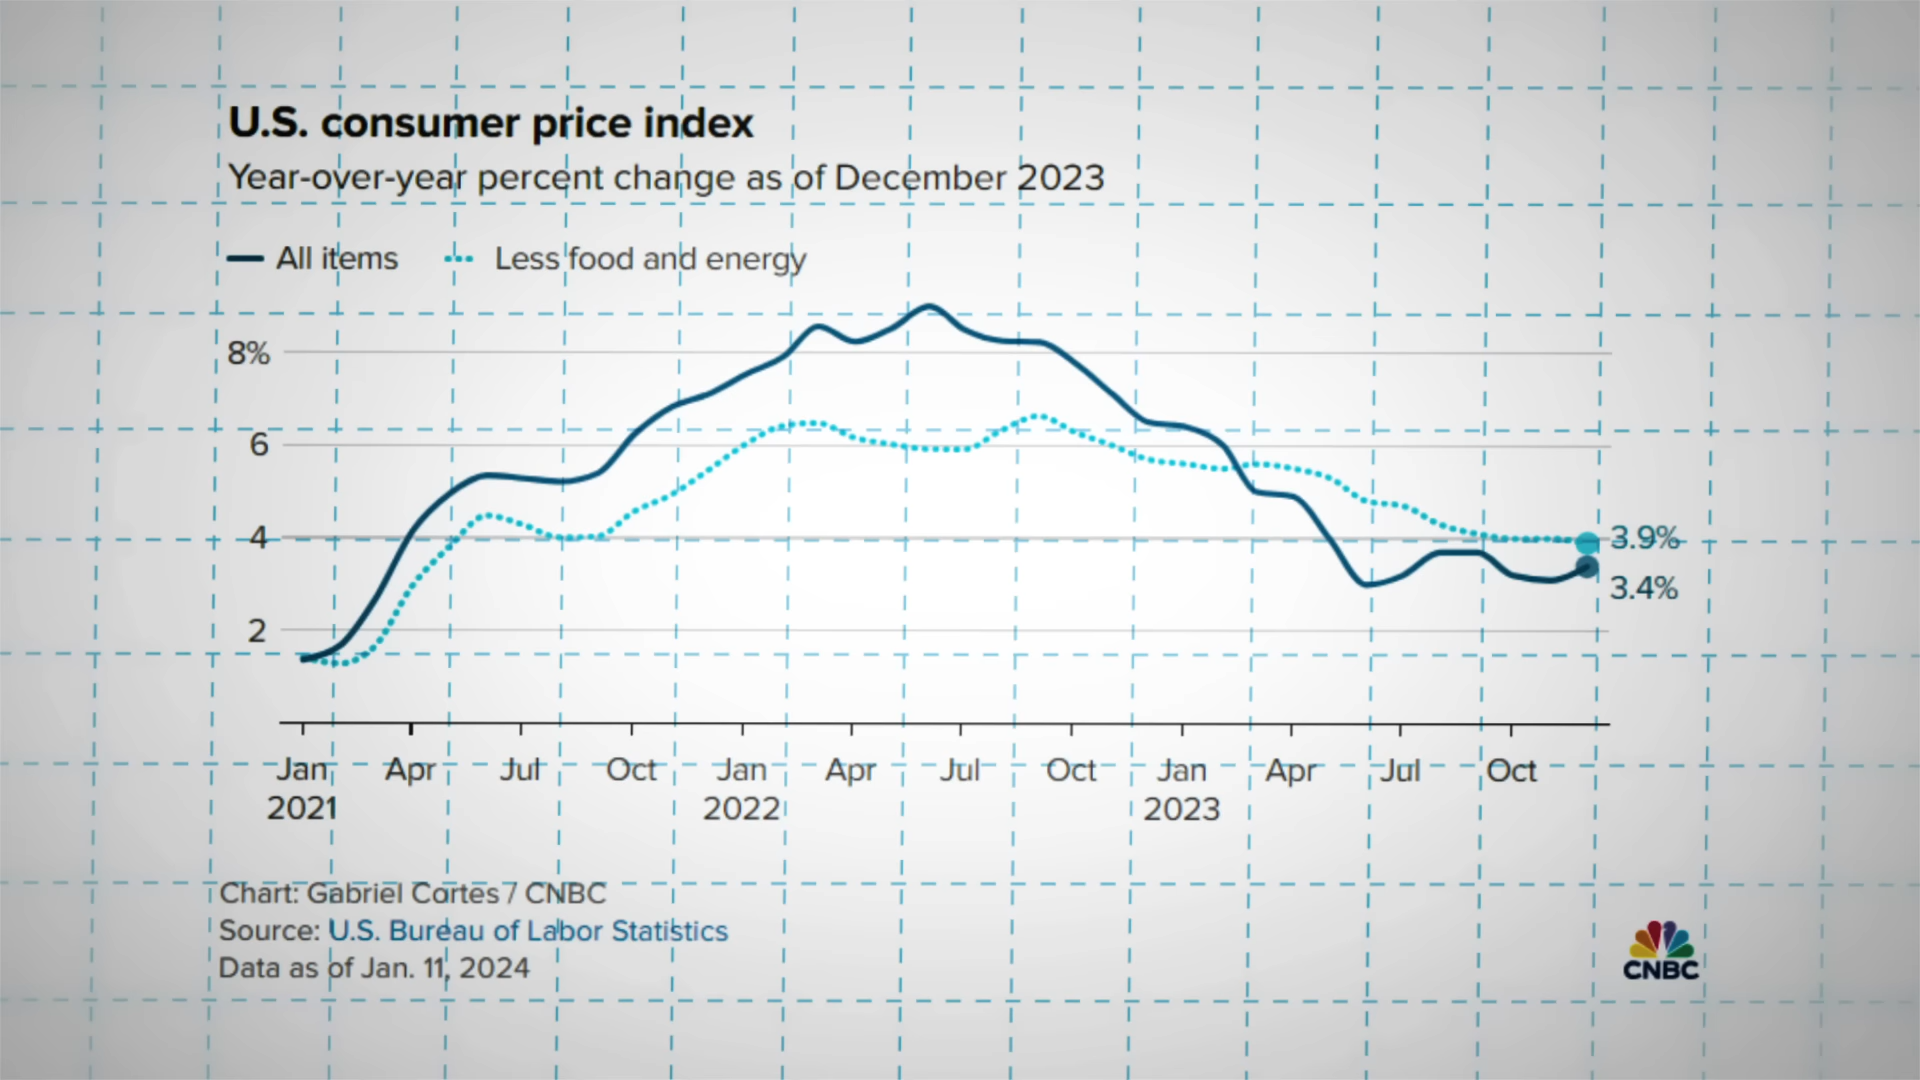 U.S. consumer price index
Year-over-year percent change as of December 2023
All items Less food and energy
8%
6
4
2
3.9%
3.4%
Jan Apr Jul Oct Jan Apr Jul Oct Jan Apr Jul Oct
2021 2022 2023
Chart: Gabriel Cortes / CNBC
Source: U.S. Bureau of Labor Statistics
Data as of Jan. 11, 2024
CNBC